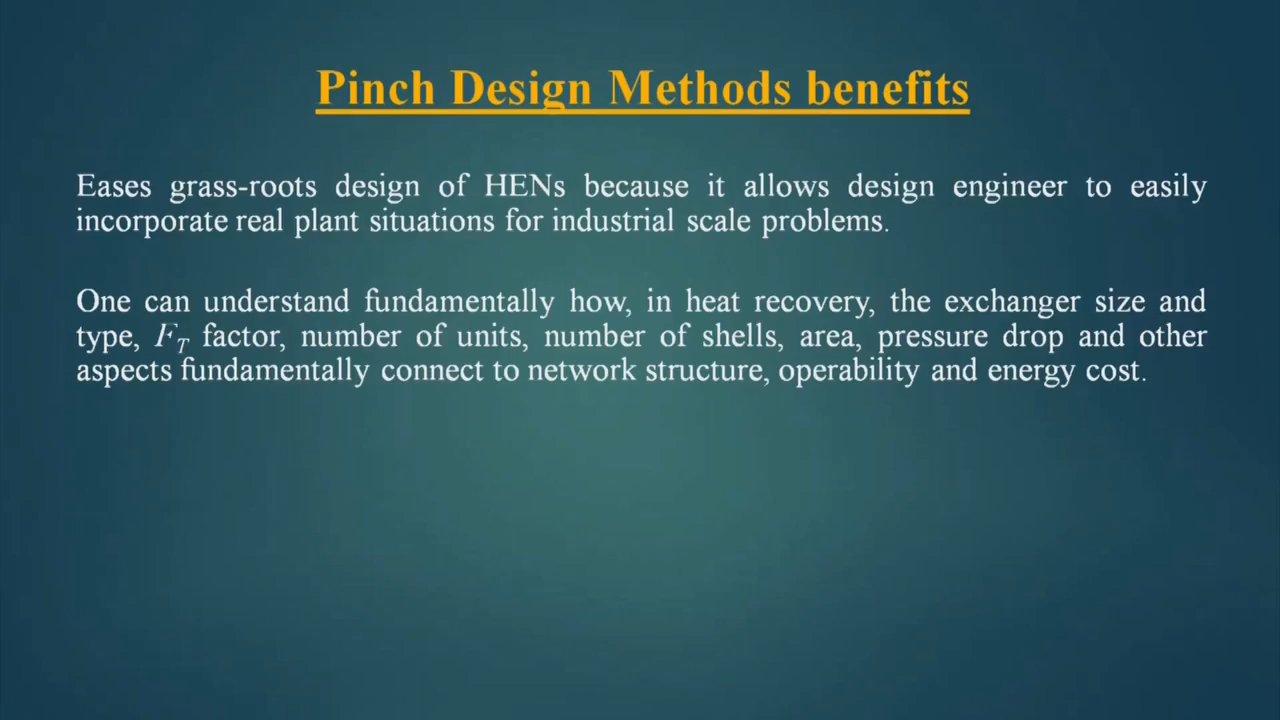 Pinch Design Methods benefits
Eases grass-roots design of HENs because it allows design engineer to easily
incorporate real plant situations for industrial scale problems.
One can understand fundamentally how, in heat recovery, the exchanger size and
type, F_T factor, number of units, number of shells, area, pressure drop and other
aspects fundamentally connect to network structure, operability and energy cost.